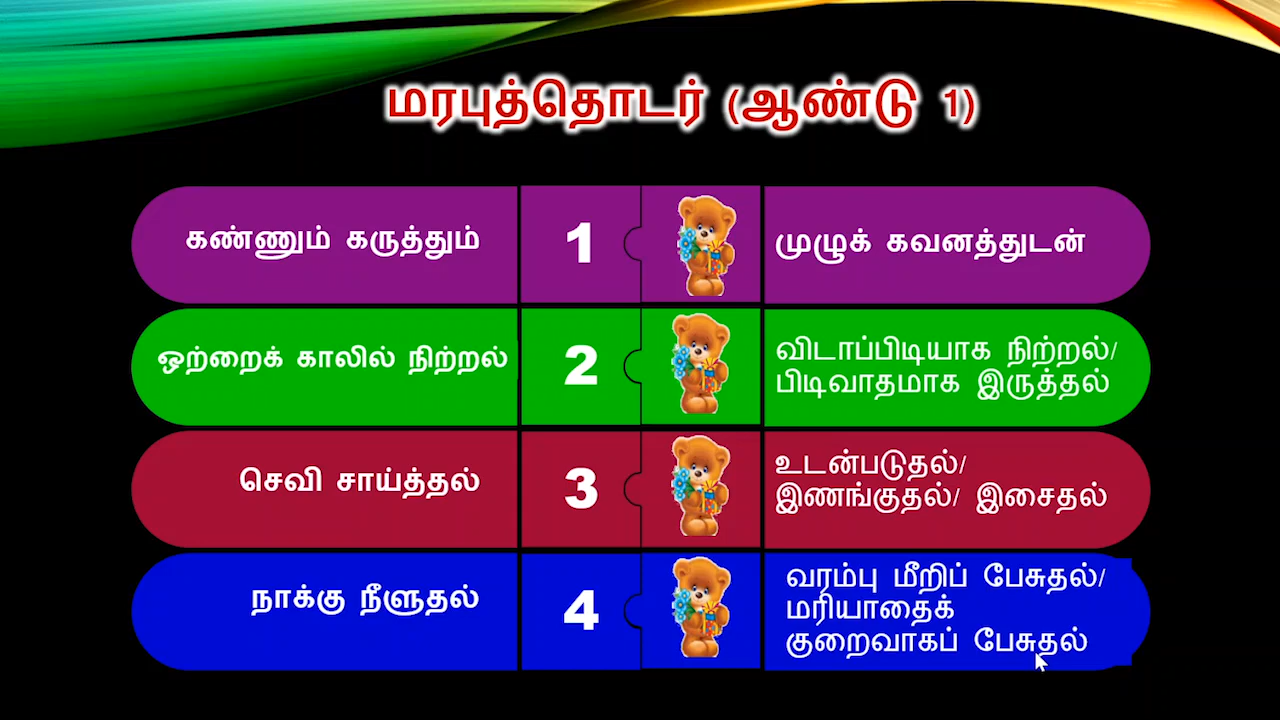 மரபுத்தொடர் (ஆண்டு 1)
கண்ணும் கருத்தும்
1
முழுக் கவனத்துடன்
ஒற்றைக் காலில் நிற்றல்
2
விடாப்பிடியாக நிற்றல்/
பிடிவாதமாக இருத்தல்
செவி சாய்த்தல்
3
உடன்படுதல்/
இணங்குதல்/ இசைதல்
நாக்கு நீளுதல்
4
வரம்பு மீறிப் பேசுதல்/
மரியாதைக்
குறைவாகப் பேசுதல்